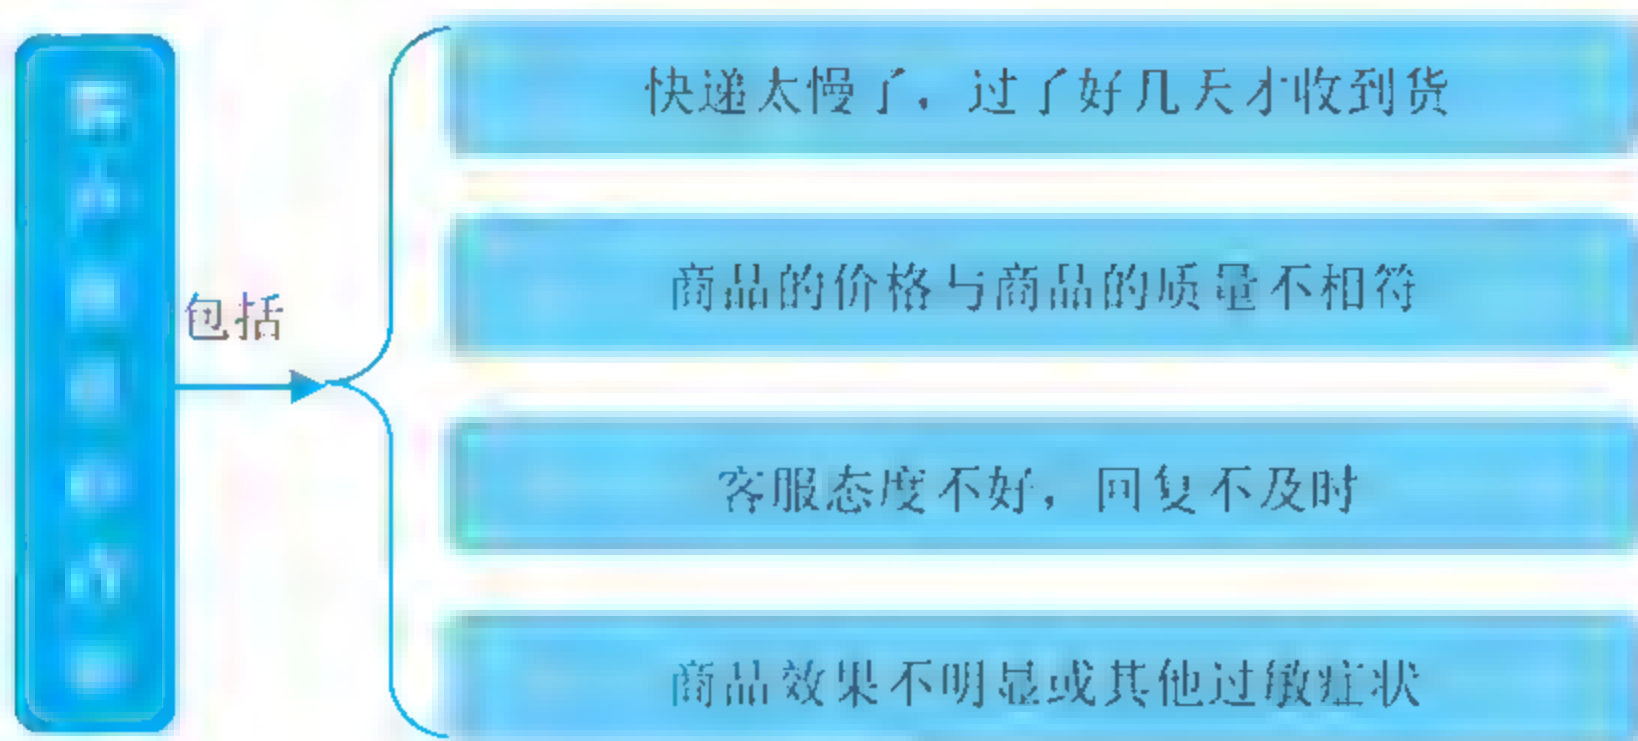 包括
快递太慢了，过了好几天才收到货
商品的价格与商品的质量不相符
客服态度不好，回复不及时
商品效果不明显或其他过敏症状